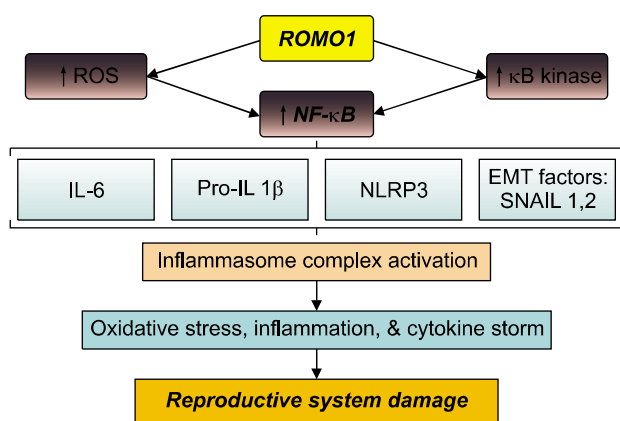 ROMO1
↑ ROS
↑ κB kinase
↑ NF-κB
IL-6
Pro-IL 1β
NLRP3
EMT factors:
SNAIL 1,2
Inflammasome complex activation
Oxidative stress, inflammation, & cytokine storm
Reproductive system damage